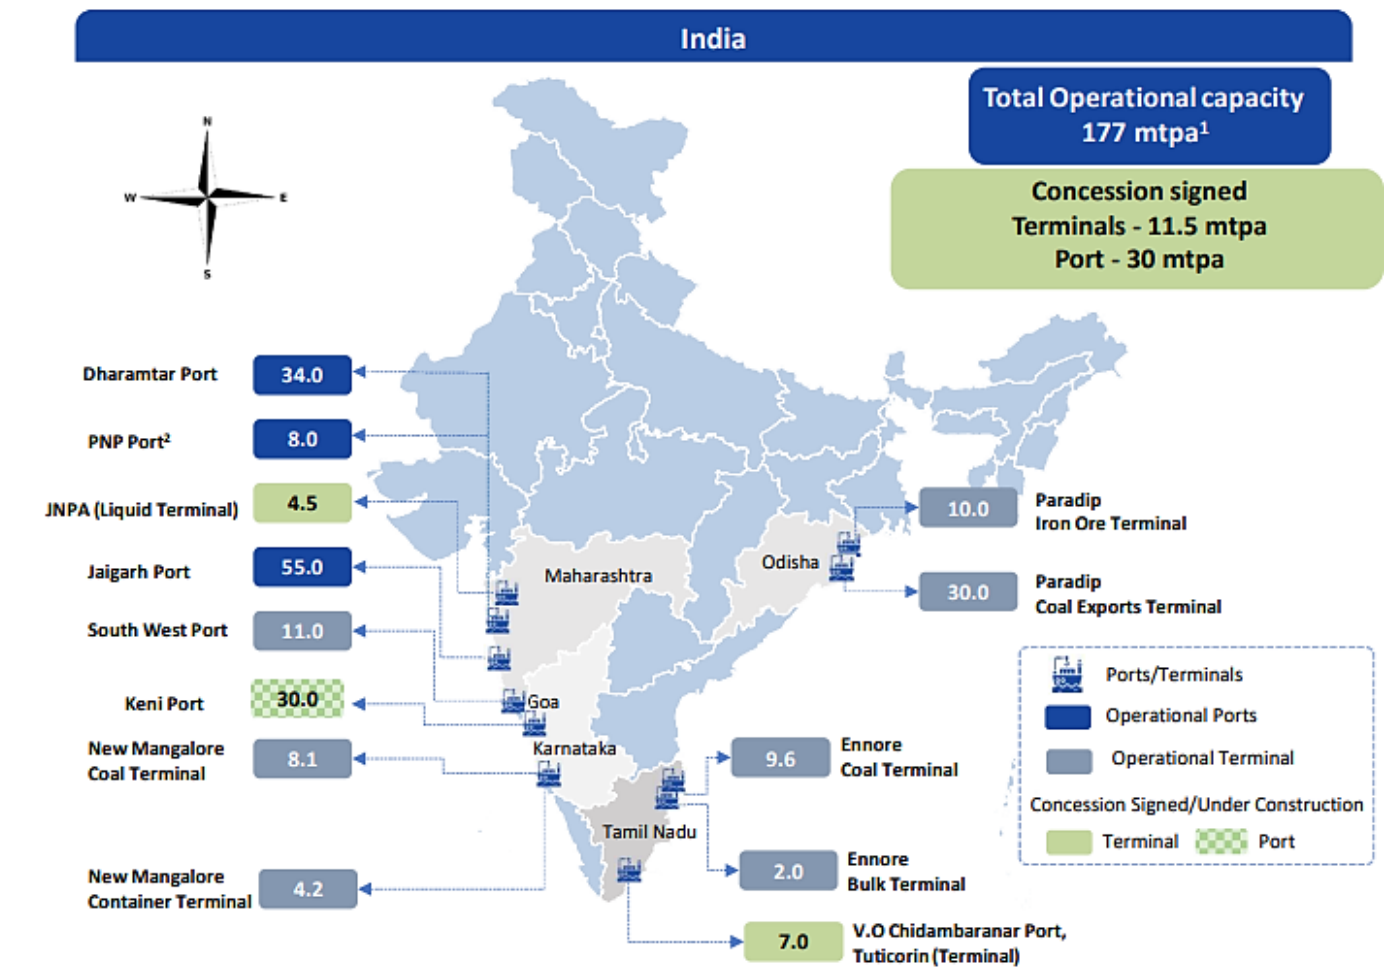 India
Total Operational capacity
177 mtpa¹
Concession signed
Terminals - 11.5 mtpa
Port - 30 mtpa
N
W
E
S
Dharamtar Port
34.0
PNP Port²
8.0
JNPA (Liquid Terminal)
4.5
Jaigarh Port
55.0
South West Port
11.0
Keni Port
30.0
New Mangalore
Coal Terminal
8.1
New Mangalore
Container Terminal
4.2
Maharashtra
Odisha
Goa
Karnataka
Tamil Nadu
10.0
Paradip
Iron Ore Terminal
30.0
Paradip
Coal Exports Terminal
9.6
Ennore
Coal Terminal
2.0
Ennore
Bulk Terminal
7.0
V.O Chidambaranar Port,
Tuticorin (Terminal)
Ports/Terminals
Operational Ports
Operational Terminal
Concession Signed/Under Construction
Terminal
Port